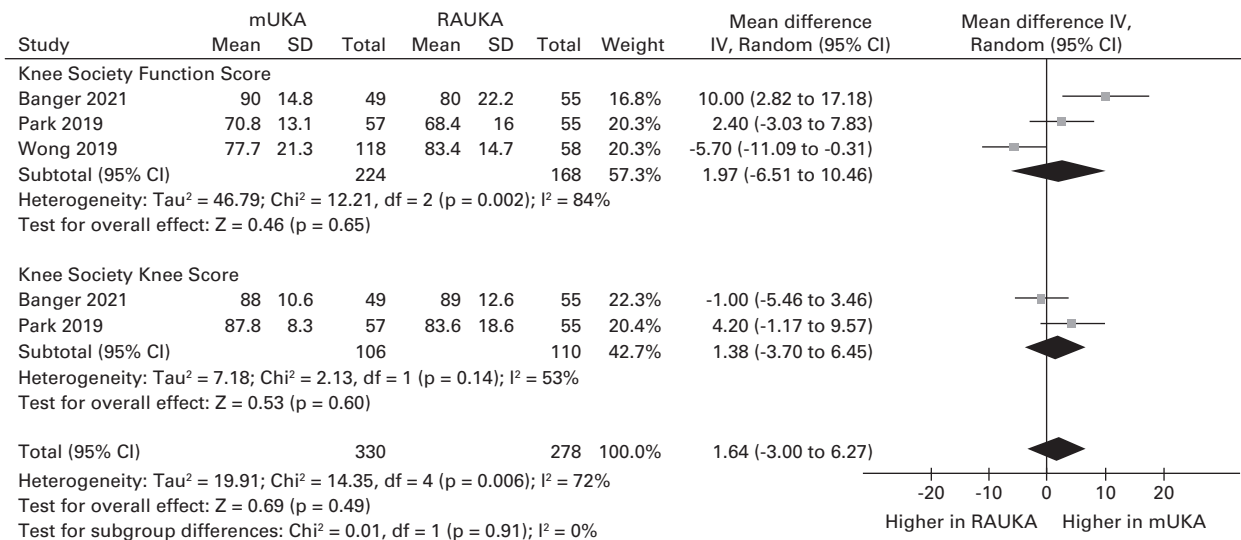 mUKA RAUKA Mean difference Mean difference IV,
Study Mean SD Total Mean SD Total Weight IV, Random (95% CI) Random (95% CI)
Knee Society Function Score
Banger 2021 90 14.8 49 80 22.2 55 16.8% 10.00 (2.82 to 17.18)
Park 2019 70.8 13.1 57 68.4 16 55 20.3% 2.40 (-3.03 to 7.83)
Wong 2019 77.7 21.3 118 83.4 14.7 58 20.3% -5.70 (-11.09 to -0.31)
Subtotal (95% CI) 224 168 57.3% 1.97 (-6.51 to 10.46)
Heterogeneity: Tau² = 46.79; Chi² = 12.21, df = 2 (p = 0.002); I² = 84%
Test for overall effect: Z = 0.46 (p = 0.65)
Knee Society Knee Score
Banger 2021 88 10.6 49 89 12.6 55 22.3% -1.00 (-5.46 to 3.46)
Park 2019 87.8 8.3 57 83.6 18.6 55 20.4% 4.20 (-1.17 to 9.57)
Subtotal (95% CI) 106 110 42.7% 1.38 (-3.70 to 6.45)
Heterogeneity: Tau² = 7.18; Chi² = 2.13, df = 1 (p = 0.14); I² = 53%
Test for overall effect: Z = 0.53 (p = 0.60)
Total (95% CI) 330 278 100.0% 1.64 (-3.00 to 6.27)
Heterogeneity: Tau² = 19.91; Chi² = 14.35, df = 4 (p = 0.006); I² = 72%
Test for overall effect: Z = 0.69 (p = 0.49)
Test for subgroup differences: Chi² = 0.01, df = 1 (p = 0.91); I² = 0%
-20 -10 0 10 20
Higher in RAUKA Higher in mUKA